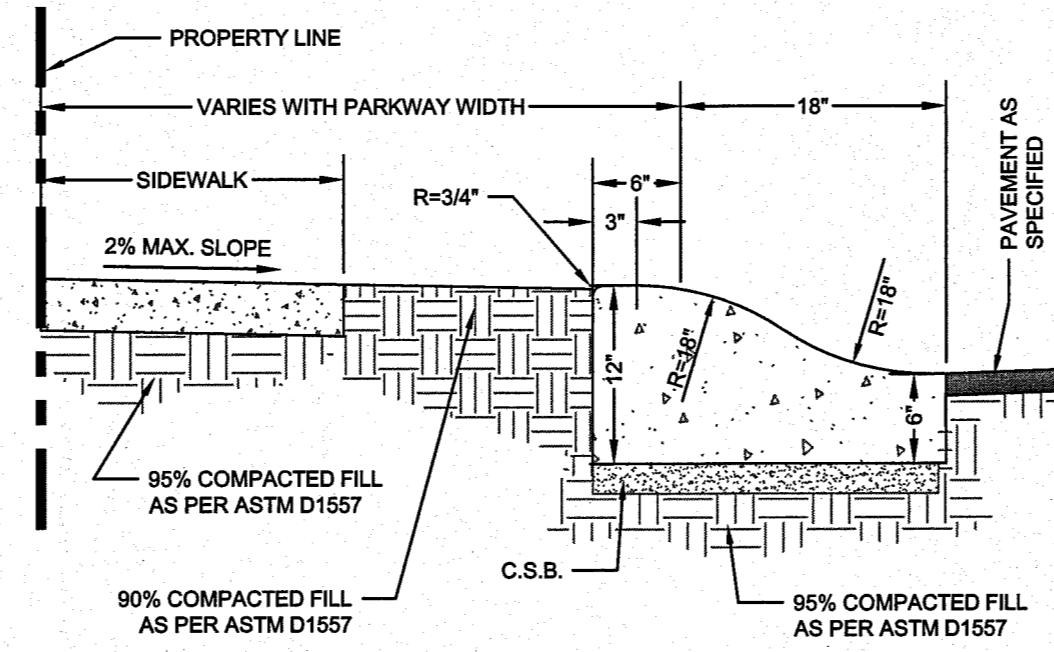 PROPERTY LINE
VARIES WITH PARKWAY WIDTH
18"
PAVEMENT AS
SPECIFIED
SIDEWALK
R=3/4"
6"
3"
2% MAX. SLOPE
R=18"
R=18"
12"
6"
95% COMPACTED FILL
AS PER ASTM D1557
C.S.B.
90% COMPACTED FILL
AS PER ASTM D1557
95% COMPACTED FILL
AS PER ASTM D1557